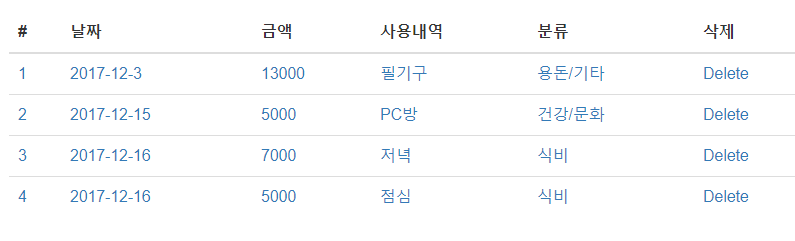 # 날짜 금액 사용내역 분류 삭제
1 2017-12-3 13000 필기구 용돈/기타 Delete
2 2017-12-15 5000 PC방 건강/문화 Delete
3 2017-12-16 7000 저녁 식비 Delete
4 2017-12-16 5000 점심 식비 Delete